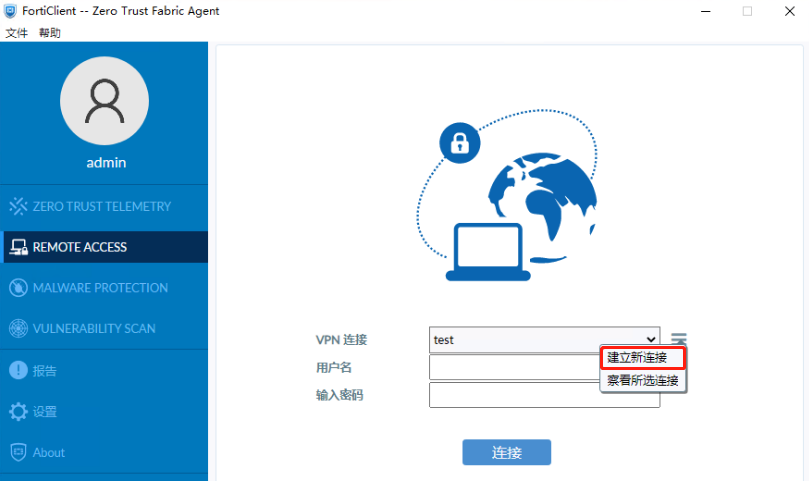 FortiClient -- Zero Trust Fabric Agent
文件 帮助
admin
ZERO TRUST TELEMETRY
REMOTE ACCESS
MALWARE PROTECTION
VULNERABILITY SCAN
报告
设置
About
VPN 连接
test
建立新连接
用户名
察看所选连接
输入密码
连接